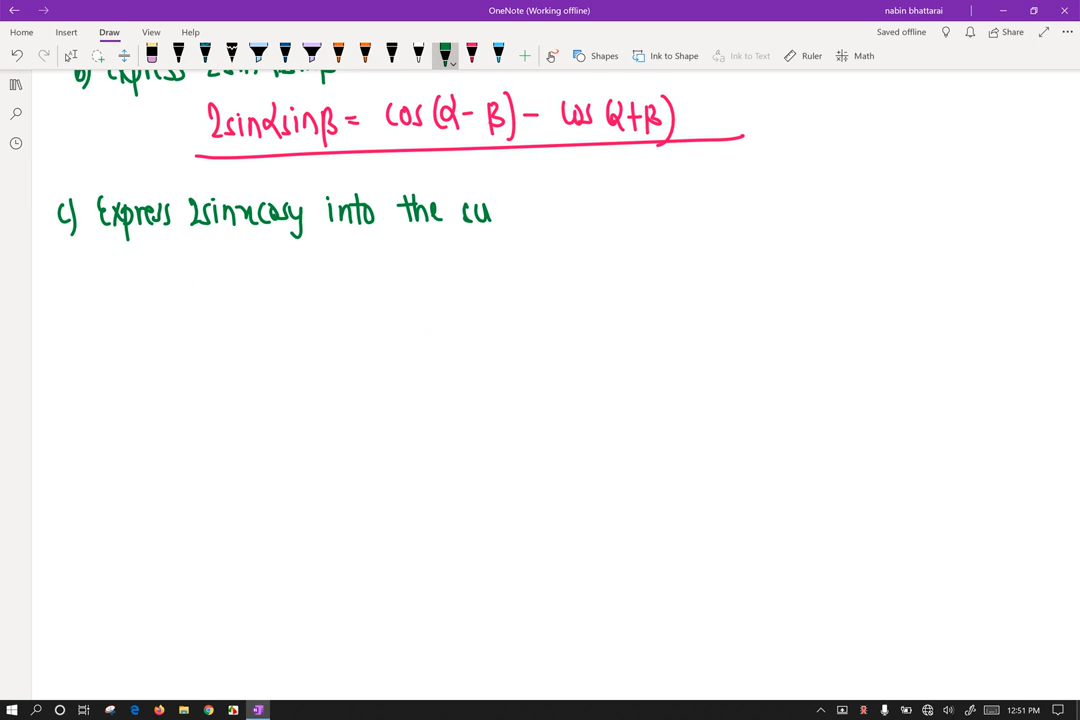 OneNote (Working offline)
nabin bhattarai
Home Insert Draw View Help
Saved offline
Share
Shapes
Ink to Shape
Ink to Text
Ruler
Math
b) Express
2sinαsinβ = cos(α-β) - cos(α+β)
c) Express 2sinxcosy into the su
12:51 PM